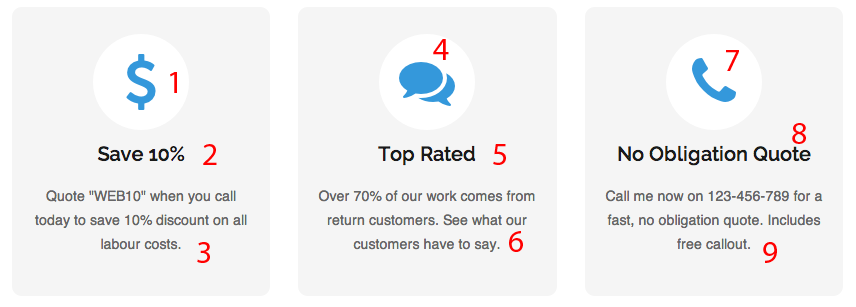 $ 1
Save 10% 2
Quote "WEB10" when you call
today to save 10% discount on all
labour costs. 3
4
Top Rated 5
Over 70% of our work comes from
return customers. See what our
customers have to say. 6
7
8
No Obligation Quote
Call me now on 123-456-789 for a
fast, no obligation quote. Includes
free callout. 9